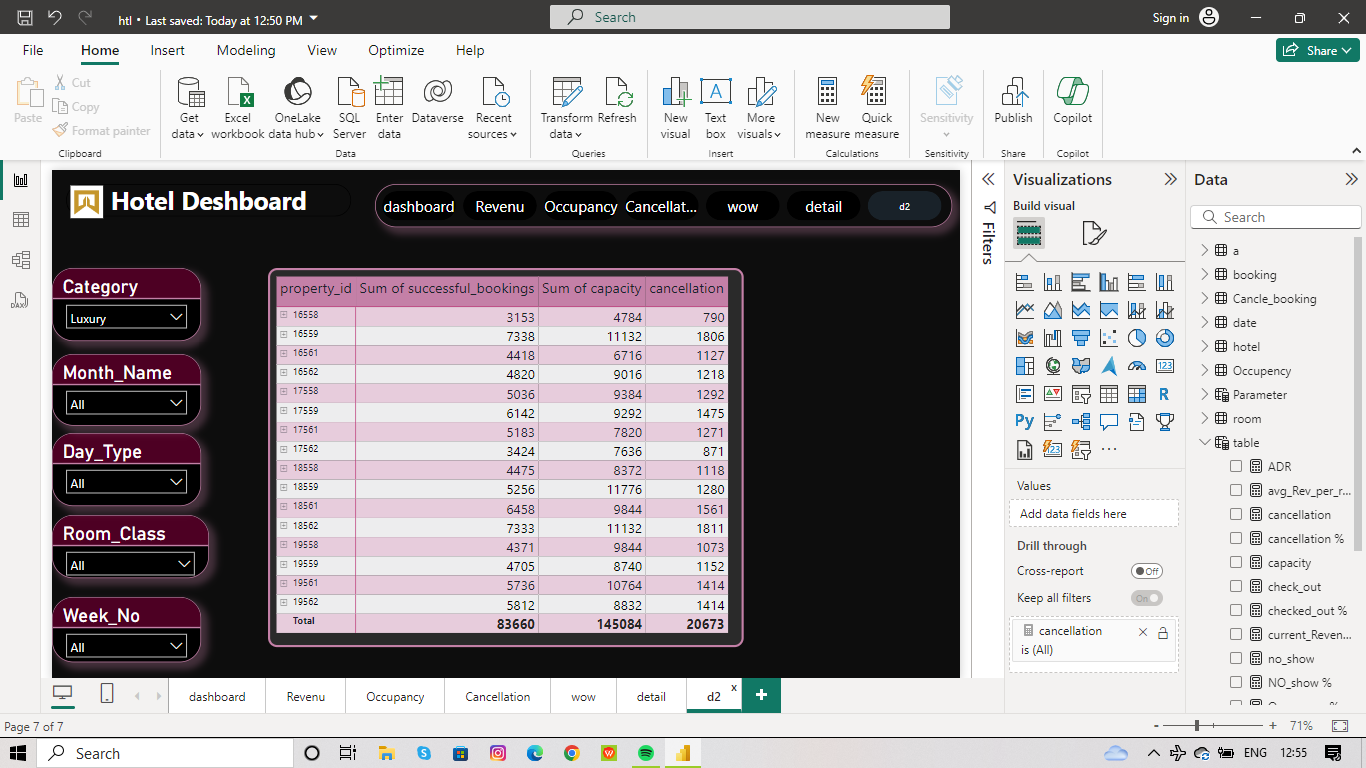 htl • Last saved: Today at 12:50 PM
Search
Sign in
File Home Insert Modeling View Optimize Help
Share
Paste
Cut
Copy
Format painter
Clipboard
Get data
Excel workbook
OneLake data hub
SQL Server
Enter data
Dataverse
Recent sources
Data
Transform data
Refresh
Queries
New visual
Text box
More visuals
Insert
New measure
Quick measure
Calculations
Sensitivity
Sensitivity
Publish
Share
Copilot
Copilot
Hotel Deshboard
dashboard Revenu Occupancy Cancellat... wow detail d2
Category
Luxury
Month_Name
All
Day_Type
All
Room_Class
All
Week_No
All
property_id Sum of successful_bookings Sum of capacity cancellation
16558 3153 4784 790
16559 7338 11132 1806
16561 4418 6716 1127
16562 4820 9016 1218
17558 5036 9384 1292
17559 6142 9292 1475
17561 5183 7820 1271
17562 3424 7636 871
18558 4475 8372 1118
18559 5256 11776 1280
18561 6458 9844 1561
18562 7333 11132 1811
19558 4371 9844 1073
19559 4705 8740 1152
19561 5736 10764 1414
19562 5812 8832 1414
Total 83660 145084 20673
Filters
Visualizations
Build visual
123
R
Py
Values
Add data fields here
Drill through
Cross-report Off
Keep all filters On
cancellation
is (All)
Data
Search
a
booking
Cancle_booking
date
hotel
Occupency
Parameter
room
table
ADR
avg_Rev_per_r...
cancellation
cancellation %
capacity
check_out
checked_out %
current_Reven...
no_show
NO_show %
dashboard Revenu Occupancy Cancellation wow detail d2 x +
Page 7 of 7
- + 71%
Search
ENG 12:55